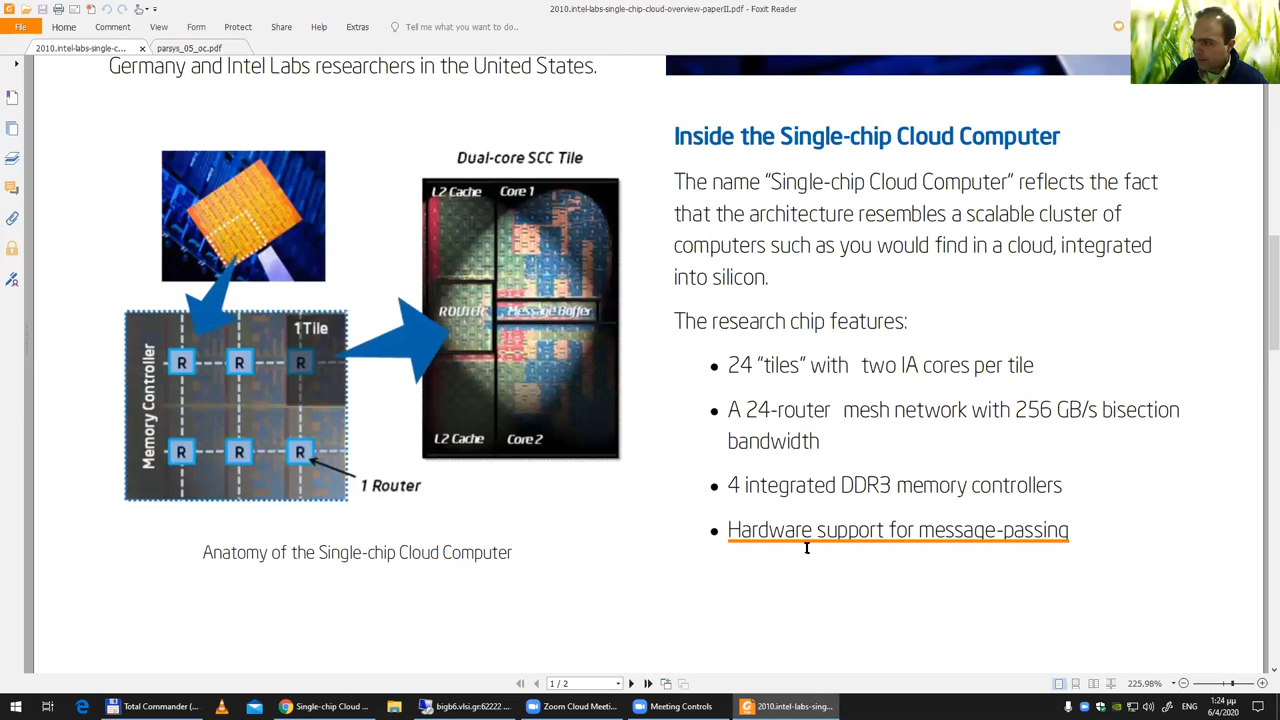 2010.intel-labs-single-chip-cloud-overview-paperII.pdf - Foxit Reader
File Home Comment View Form Protect Share Help Extras Tell me what you want to do..
2010.intel-labs-single-c... parsys_05_oc.pdf
Germany and Intel Labs researchers in the United States.
Dual-core SCC Tile
L2 Cache Core 1
ROUTER Message Buffer
L2 Cache Core 2
1 Tile
Memory Controller
R R R
R R R
1 Router
Anatomy of the Single-chip Cloud Computer
Inside the Single-chip Cloud Computer
The name “Single-chip Cloud Computer” reflects the fact
that the architecture resembles a scalable cluster of
computers such as you would find in a cloud, integrated
into silicon.
The research chip features:
• 24 “tiles” with two IA cores per tile
• A 24-router mesh network with 256 GB/s bisection
bandwidth
• 4 integrated DDR3 memory controllers
• Hardware support for message-passing
1 / 2
225.98%
Total Commander (... Single-chip Cloud ... bigb6.vlsi.gr:62222 ... Zoom Cloud Meeti... Meeting Controls 2010.intel-labs-sing...
ENG
1:24 μμ
6/4/2020